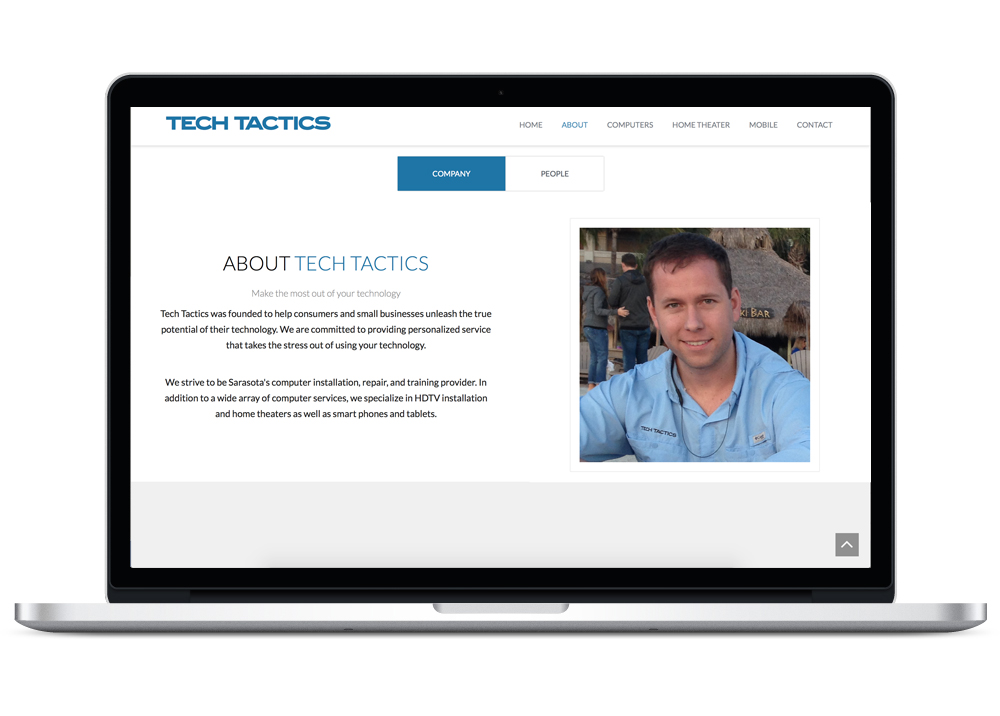 TECH TACTICS
HOME ABOUT COMPUTERS HOME THEATER MOBILE CONTACT
COMPANY PEOPLE
ABOUT TECH TACTICS
Make the most out of your technology
Tech Tactics was founded to help consumers and small businesses unleash the true
potential of their technology. We are committed to providing personalized service
that takes the stress out of using your technology.
We strive to be Sarasota's computer installation, repair, and training provider. In
addition to a wide array of computer services, we specialize in HDTV installation
and home theaters as well as smart phones and tablets.
BAR
TECH TACTICS